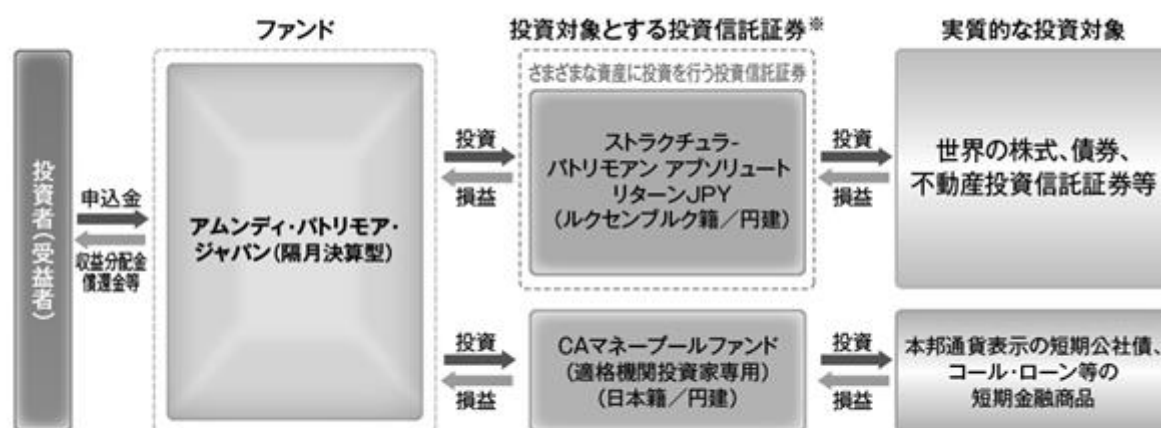 ファンド
投資対象とする投資信託証券※
実質的な投資対象
投資者(受益者)
申込金
収益分配金
償還金等
アムンディ・パトリモア・
ジャパン(隔月決算型)
投資
損益
さまざまな資産に投資を行う投資信託証券
ストラクチュラ-
パトリモアン アブソリュート
リターンJPY
(ルクセンブルク籍/円建)
投資
損益
世界の株式、債券、
不動産投資信託証券等
投資
損益
CAマネープールファンド
(適格機関投資家専用)
(日本籍/円建)
投資
損益
本邦通貨表示の短期公社債、
コール・ローン等の
短期金融商品